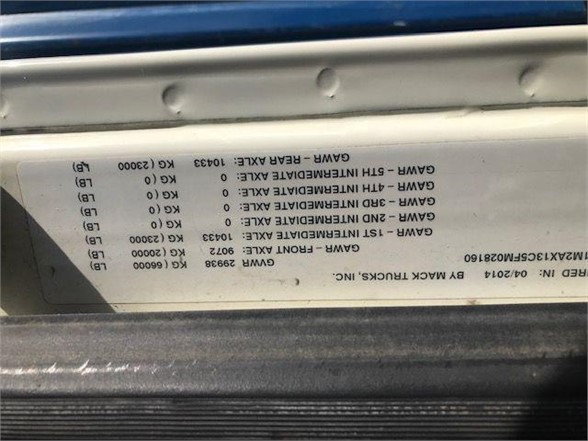 RED IN: 04/2014 BY MACK TRUCKS, INC.
1M2AX13C5FM028160
GVWR 29938 KG (66000 LB)
GAWR – FRONT AXLE: 9072 KG (20000 LB)
GAWR – 1ST INTERMEDIATE AXLE: 10433 KG (23000 LB)
GAWR – 2ND INTERMEDIATE AXLE: 0 KG (0 LB)
GAWR – 3RD INTERMEDIATE AXLE: 0 KG (0 LB)
GAWR – 4TH INTERMEDIATE AXLE: 0 KG (0 LB)
GAWR – 5TH INTERMEDIATE AXLE: 0 KG (0 LB)
GAWR – REAR AXLE: 10433 KG (23000 LB)